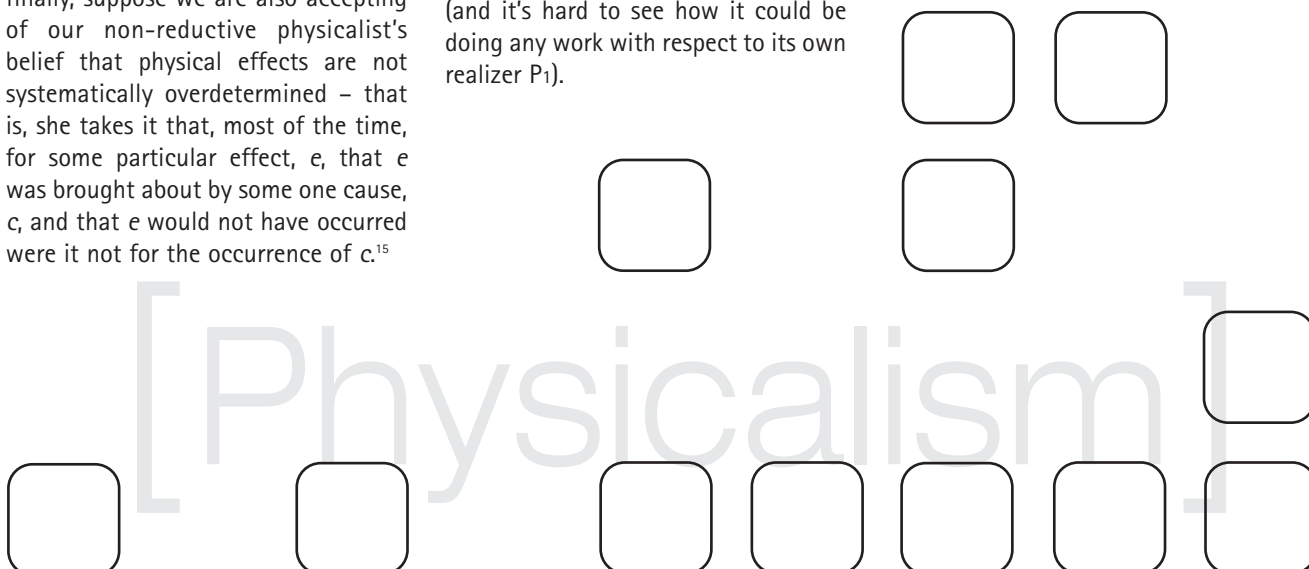 finally, suppose we are also accepting
of our non-reductive physicalist's
belief that physical effects are not
systematically overdetermined – that
is, she takes it that, most of the time,
for some particular effect, e, that e
was brought about by some one cause,
c, and that e would not have occurred
were it not for the occurrence of c.15
(and it's hard to see how it could be
doing any work with respect to its own
realizer P1).
[Physicalism]